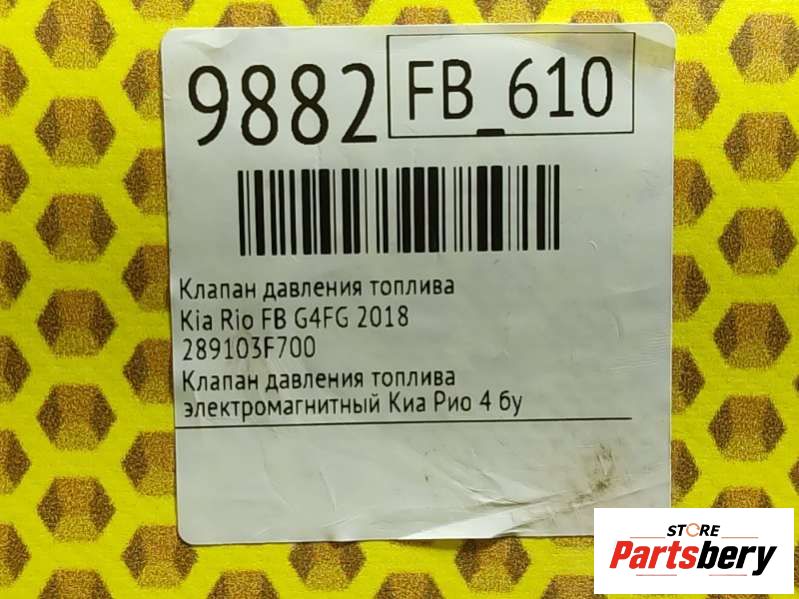 9882 FB_610
Клапан давления топлива
Kia Rio FB G4FG 2018
289103F700
Клапан давления топлива
электромагнитный Киа Рио 4 бу
STORE
Partsbery